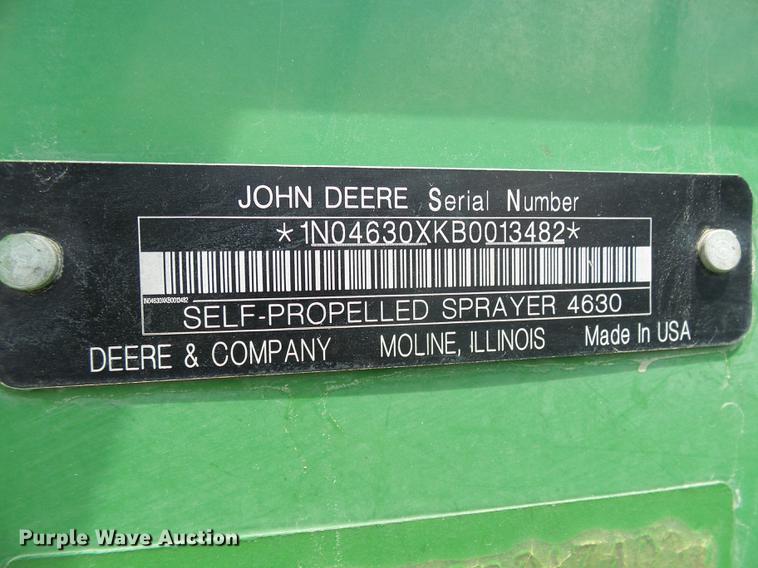 JOHN DEERE Serial Number
*1N04630XKB0013482*
1N04630XKB0013482
SELF-PROPELLED SPRAYER 4630
DEERE & COMPANY MOLINE, ILLINOIS Made In USA
Purple Wave Auction